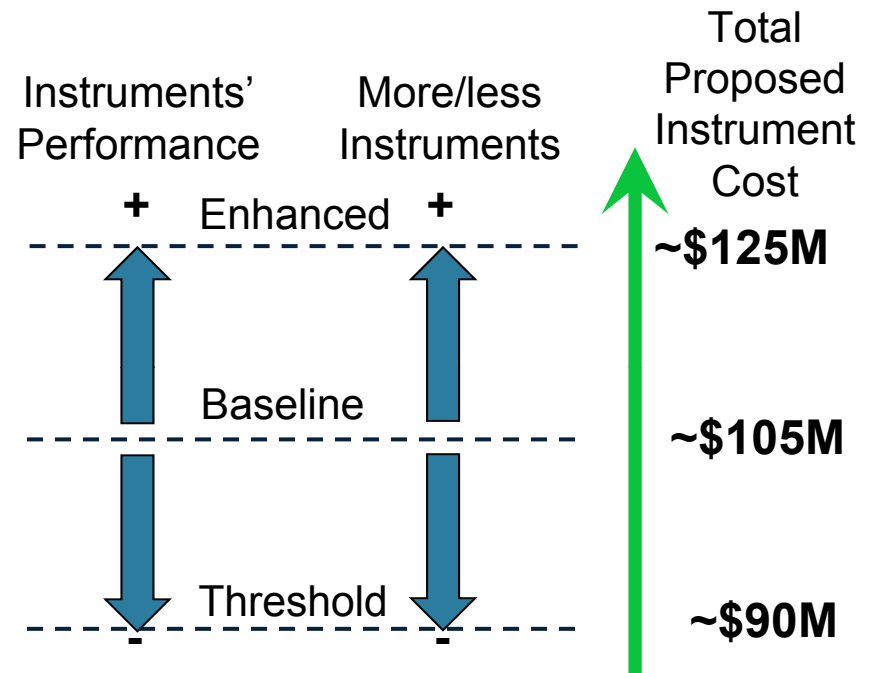 Instruments’
Performance
More/less
Instruments
Total
Proposed
Instrument
Cost
+
Enhanced
+
~$125M
Baseline
~$105M
Threshold
~$90M
-
-